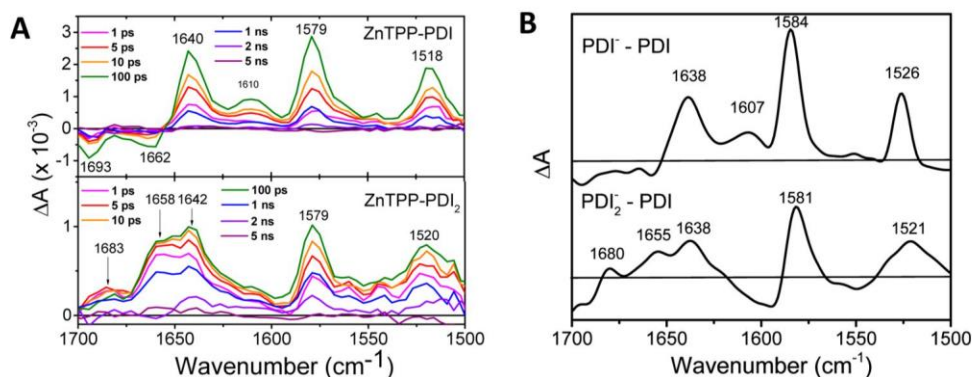 A
ZnTPP-PDI
1 ps
5 ps
10 ps
100 ps
1 ns
2 ns
5 ns
1640
1610
1579
1518
1693
1662
3
2
1
0
-1
ZnTPP-PDI₂
1 ps
5 ps
10 ps
100 ps
1 ns
2 ns
5 ns
1683
1658
1642
1579
1520
1
0
ΔA (x 10⁻³)
1700
1650
1600
1550
1500
Wavenumber (cm⁻¹)
B
PDI⁻ - PDI
1638
1607
1584
1526
PDI₂⁻ - PDI
1680
1655
1638
1581
1521
ΔA
1700
1650
1600
1550
1500
Wavenumber (cm⁻¹)